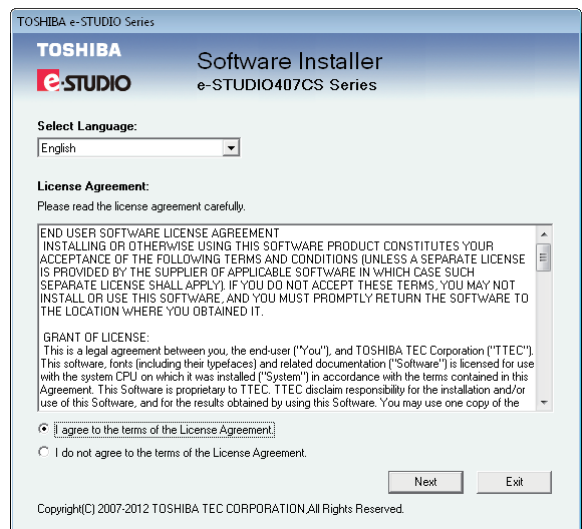 TOSHIBA e-STUDIO Series
TOSHIBA
e-STUDIO
Software Installer
e-STUDIO407CS Series
Select Language:
English
License Agreement:
Please read the license agreement carefully.
END USER SOFTWARE LICENSE AGREEMENT
INSTALLING OR OTHERWISE USING THIS SOFTWARE PRODUCT CONSTITUTES YOUR
ACCEPTANCE OF THE FOLLOWING TERMS AND CONDITIONS (UNLESS A SEPARATE LICENSE
IS PROVIDED BY THE SUPPLIER OF APPLICABLE SOFTWARE IN WHICH CASE SUCH
SEPARATE LICENSE SHALL APPLY). IF YOU DO NOT ACCEPT THESE TERMS, YOU MAY NOT
INSTALL OR USE THIS SOFTWARE, AND YOU MUST PROMPTLY RETURN THE SOFTWARE TO
THE LOCATION WHERE YOU OBTAINED IT.
GRANT OF LICENSE:
This is a legal agreement between you, the end-user ("You"), and TOSHIBA TEC Corporation ("TTEC").
This software, fonts (including their typefaces) and related documentation ("Software") is licensed for use
with the system CPU on which it was installed ("System") in accordance with the terms contained in this
Agreement. This Software is proprietary to TTEC. TTEC disclaim responsibility for the installation and/or
use of this Software, and for the results obtained by using this Software. You may use one copy of the
I agree to the terms of the License Agreement.
I do not agree to the terms of the License Agreement.
Next
Exit
Copyright(C) 2007-2012 TOSHIBA TEC CORPORATION,All Rights Reserved.